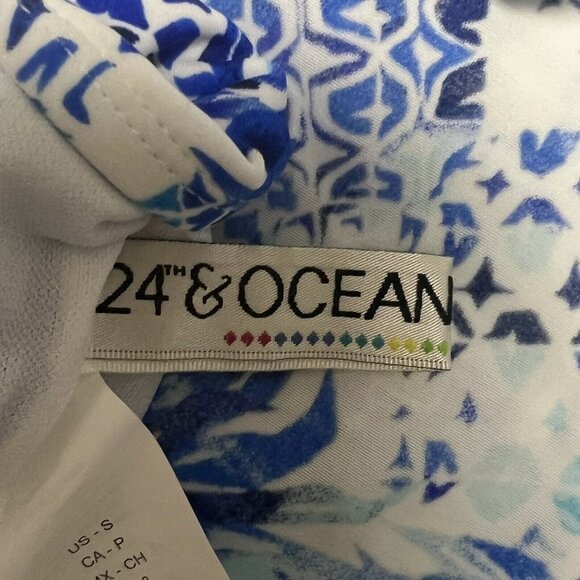 24TH & OCEAN
US - S
CA - P
MX - CH